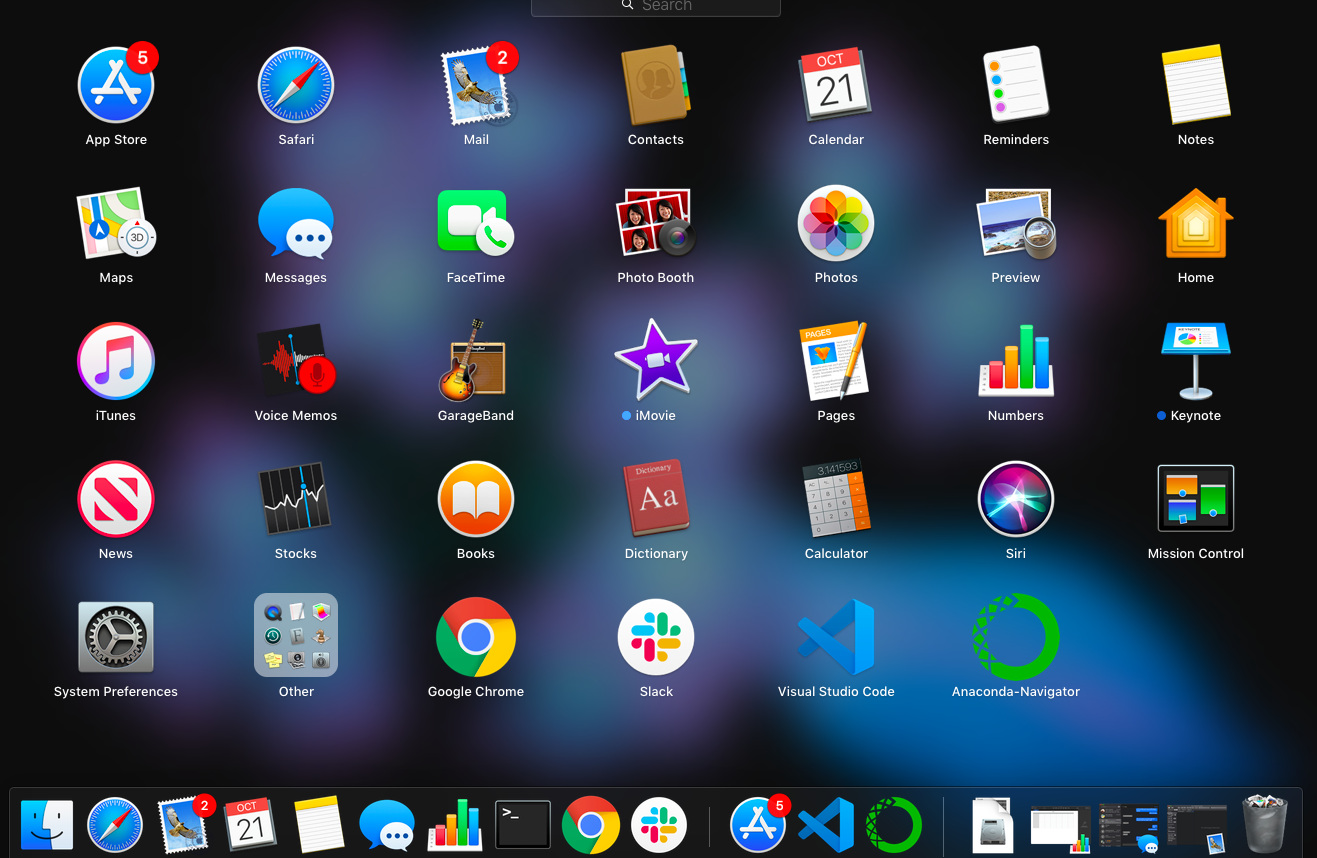 Search
5
2
App Store
Safari
Mail
Contacts
OCT
21
Calendar
Reminders
Notes
3D
Maps
Messages
FaceTime
Photo Booth
Photos
Preview
Home
PAGES
KEYNOTE
iTunes
Voice Memos
GarageBand
iMovie
Pages
Numbers
Keynote
Dictionary
Aa
3.141593
News
Stocks
Books
Dictionary
Calculator
Siri
Mission Control
System Preferences
Other
Google Chrome
Slack
Visual Studio Code
Anaconda-Navigator
2
OCT
21
>_
5